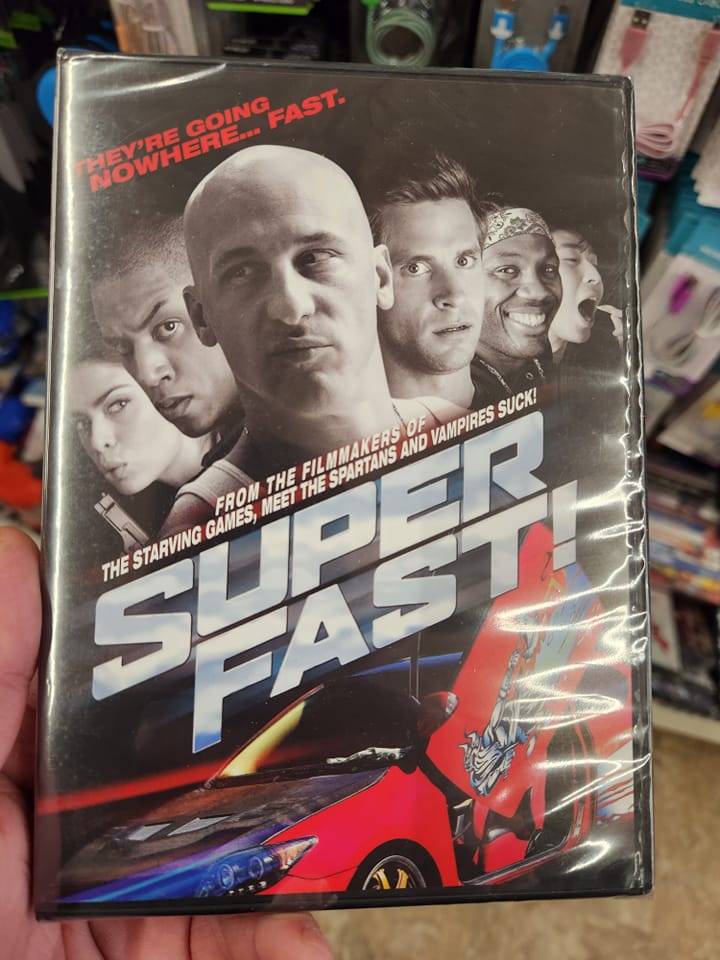 THEY'RE GOING
NOWHERE... FAST.
FROM THE FILMMAKERS OF
THE STARVING GAMES, MEET THE SPARTANS AND VAMPIRES SUCK!
SUPER
FAST!